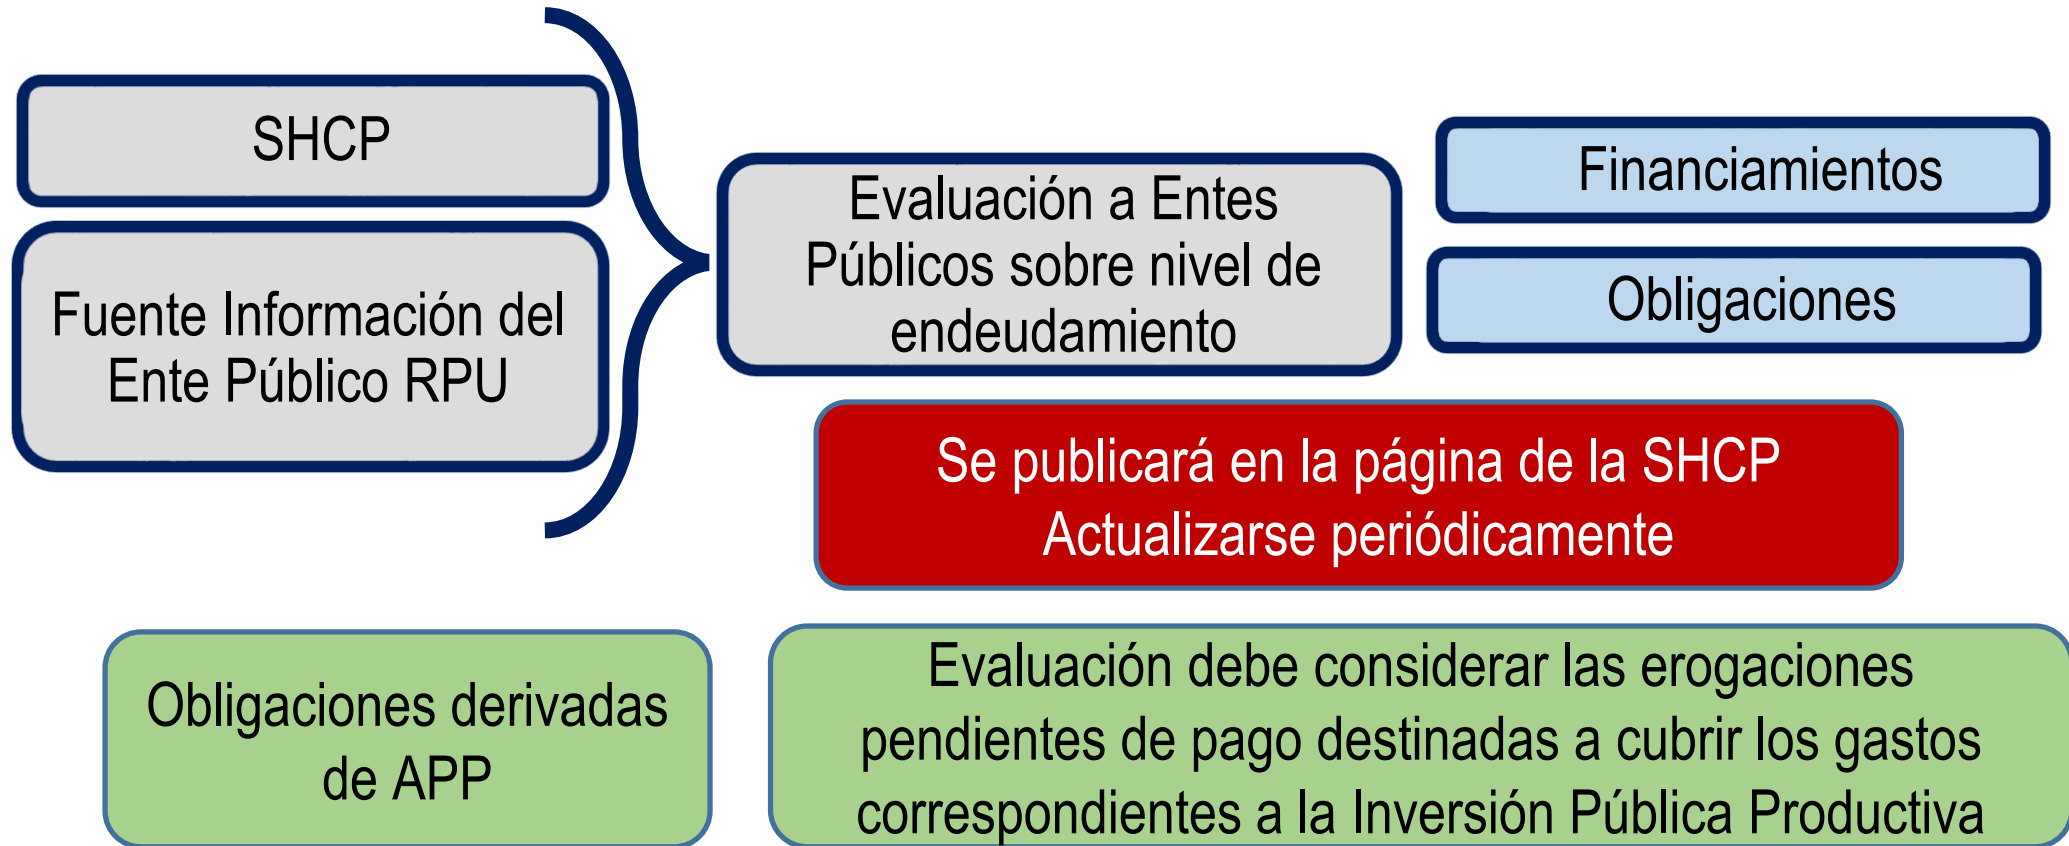 SHCP
Fuente Información del
Ente Público RPU
Evaluación a Entes
Públicos sobre nivel de
endeudamiento
Financiamientos
Obligaciones
Se publicará en la página de la SHCP
Actualizarse periódicamente
Obligaciones derivadas
de APP
Evaluación debe considerar las erogaciones
pendientes de pago destinadas a cubrir los gastos
correspondientes a la Inversión Pública Productiva